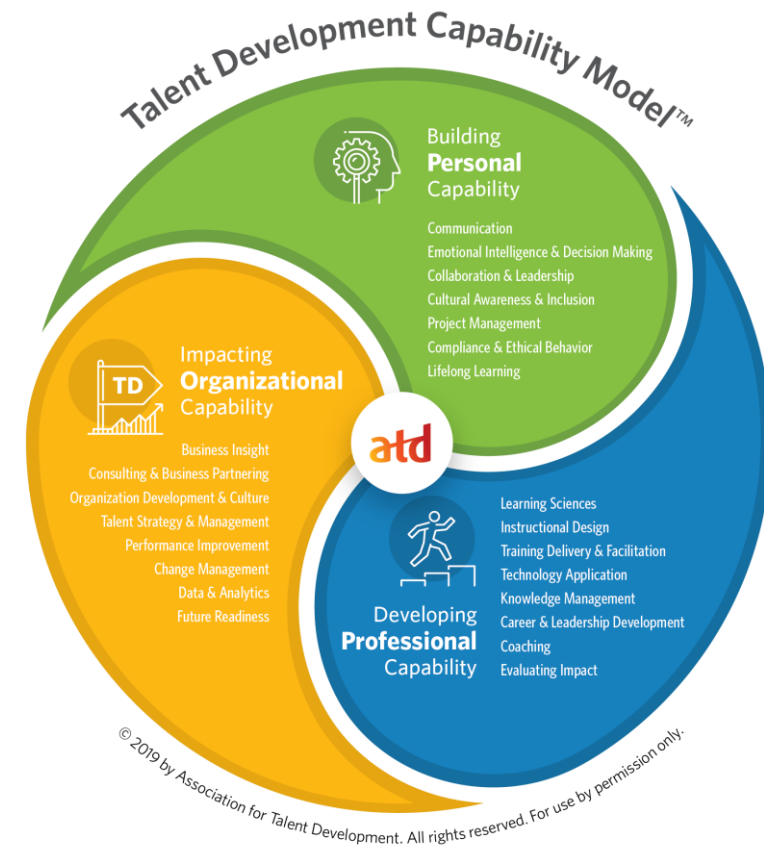 Talent Development Capability Model™
Building
Personal
Capability
Communication
Emotional Intelligence & Decision Making
Collaboration & Leadership
Cultural Awareness & Inclusion
Project Management
Compliance & Ethical Behavior
Lifelong Learning
TD
Impacting
Organizational
Capability
Business Insight
Consulting & Business Partnering
Organization Development & Culture
Talent Strategy & Management
Performance Improvement
Change Management
Data & Analytics
Future Readiness
atd
Developing
Professional
Capability
Learning Sciences
Instructional Design
Training Delivery & Facilitation
Technology Application
Knowledge Management
Career & Leadership Development
Coaching
Evaluating Impact
© 2019 by Association for Talent Development. All rights reserved. For use by permission only.